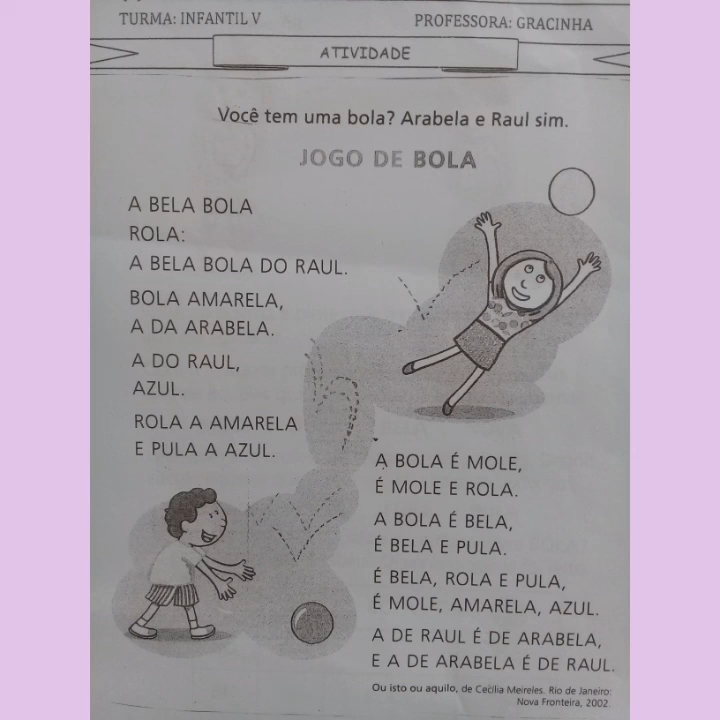 TURMA: INFANTIL V
PROFESSORA: GRACINHA
ATIVIDADE
Você tem uma bola? Arabela e Raul sim.
JOGO DE BOLA
A BELA BOLA
ROLA:
A BELA BOLA DO RAUL.
BOLA AMARELA,
A DA ARABELA.
A DO RAUL,
AZUL.
ROLA A AMARELA
E PULA A AZUL.
A BOLA É MOLE,
É MOLE E ROLA.
A BOLA É BELA,
É BELA E PULA.
É BELA, ROLA E PULA,
É MOLE, AMARELA, AZUL.
A DE RAUL É DE ARABELA,
E A DE ARABELA É DE RAUL.
Ou isto ou aquilo, de Cecília Meireles. Rio de Janeiro:
Nova Fronteira, 2002.